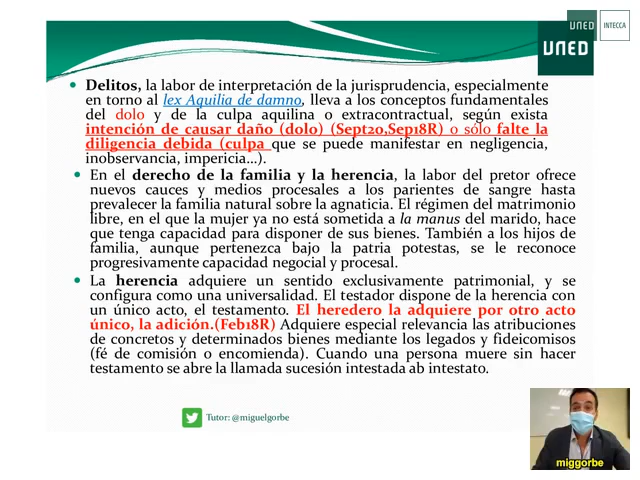 UNED
INTECCA
UNED
• Delitos, la labor de interpretación de la jurisprudencia, especialmente
en torno al lex Aquilia de damno, lleva a los conceptos fundamentales
del dolo y de la culpa aquilina o extracontractual, según exista
intención de causar daño (dolo) (Sept20,Sep18R) o sólo falte la
diligencia debida (culpa que se puede manifestar en negligencia,
inobservancia, impericia...).
• En el derecho de la familia y la herencia, la labor del pretor ofrece
nuevos cauces y medios procesales a los parientes de sangre hasta
prevalecer la familia natural sobre la agnaticia. El régimen del matrimonio
libre, en el que la mujer ya no está sometida a la manus del marido, hace
que tenga capacidad para disponer de sus bienes. También a los hijos de
familia, aunque pertenezca bajo la patria potestas, se le reconoce
progresivamente capacidad negocial y procesal.
• La herencia adquiere un sentido exclusivamente patrimonial, y se
configura como una universalidad. El testador dispone de la herencia con
un único acto, el testamento. El heredero la adquiere por otro acto
único, la adición.(Feb18R) Adquiere especial relevancia las atribuciones
de concretos y determinados bienes mediante los legados y fideicomisos
(fé de comisión o encomienda). Cuando una persona muere sin hacer
testamento se abre la llamada sucesión intestada ab intestato.
Tutor: @miguelgorbe
miggorbe